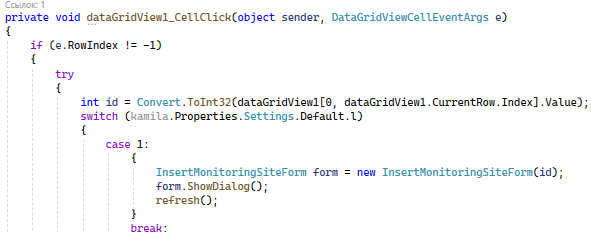 Ссылок: 1
private void dataGridView1_CellClick(object sender, DataGridViewCellEventArgs e)
{
if (e.RowIndex != -1)
{
try
{
int id = Convert.ToInt32(dataGridView1[0, dataGridView1.CurrentRow.Index].Value);
switch (kamila.Properties.Settings.Default.l)
{
case 1:
{
InsertMonitoringSiteForm form = new InsertMonitoringSiteForm(id);
form.ShowDialog();
refresh();
}
break;